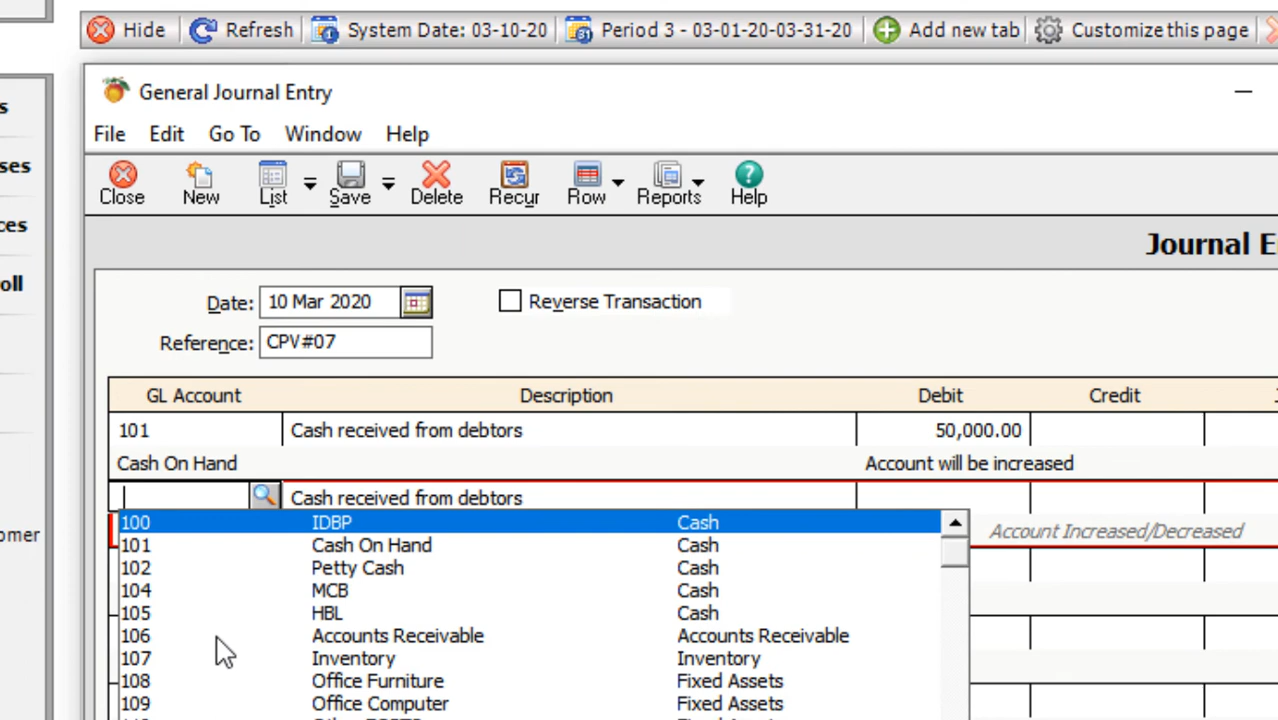 Hide Refresh System Date: 03-10-20 Period 3 - 03-01-20-03-31-20 Add new tab Customize this page
General Journal Entry
File Edit Go To Window Help
Close New List Save Delete Recur Row Reports Help
Journal E
Date: 10 Mar 2020 Reverse Transaction
Reference: CPV#07
GL Account Description Debit Credit
101 Cash received from debtors 50,000.00
Cash On Hand Account will be increased
Cash received from debtors
100 IDBP Cash
Account Increased/Decreased
101 Cash On Hand Cash
102 Petty Cash Cash
104 MCB Cash
105 HBL Cash
106 Accounts Receivable Accounts Receivable
107 Inventory Inventory
108 Office Furniture Fixed Assets
109 Office Computer Fixed Assets
s
ses
ces
oll
omer